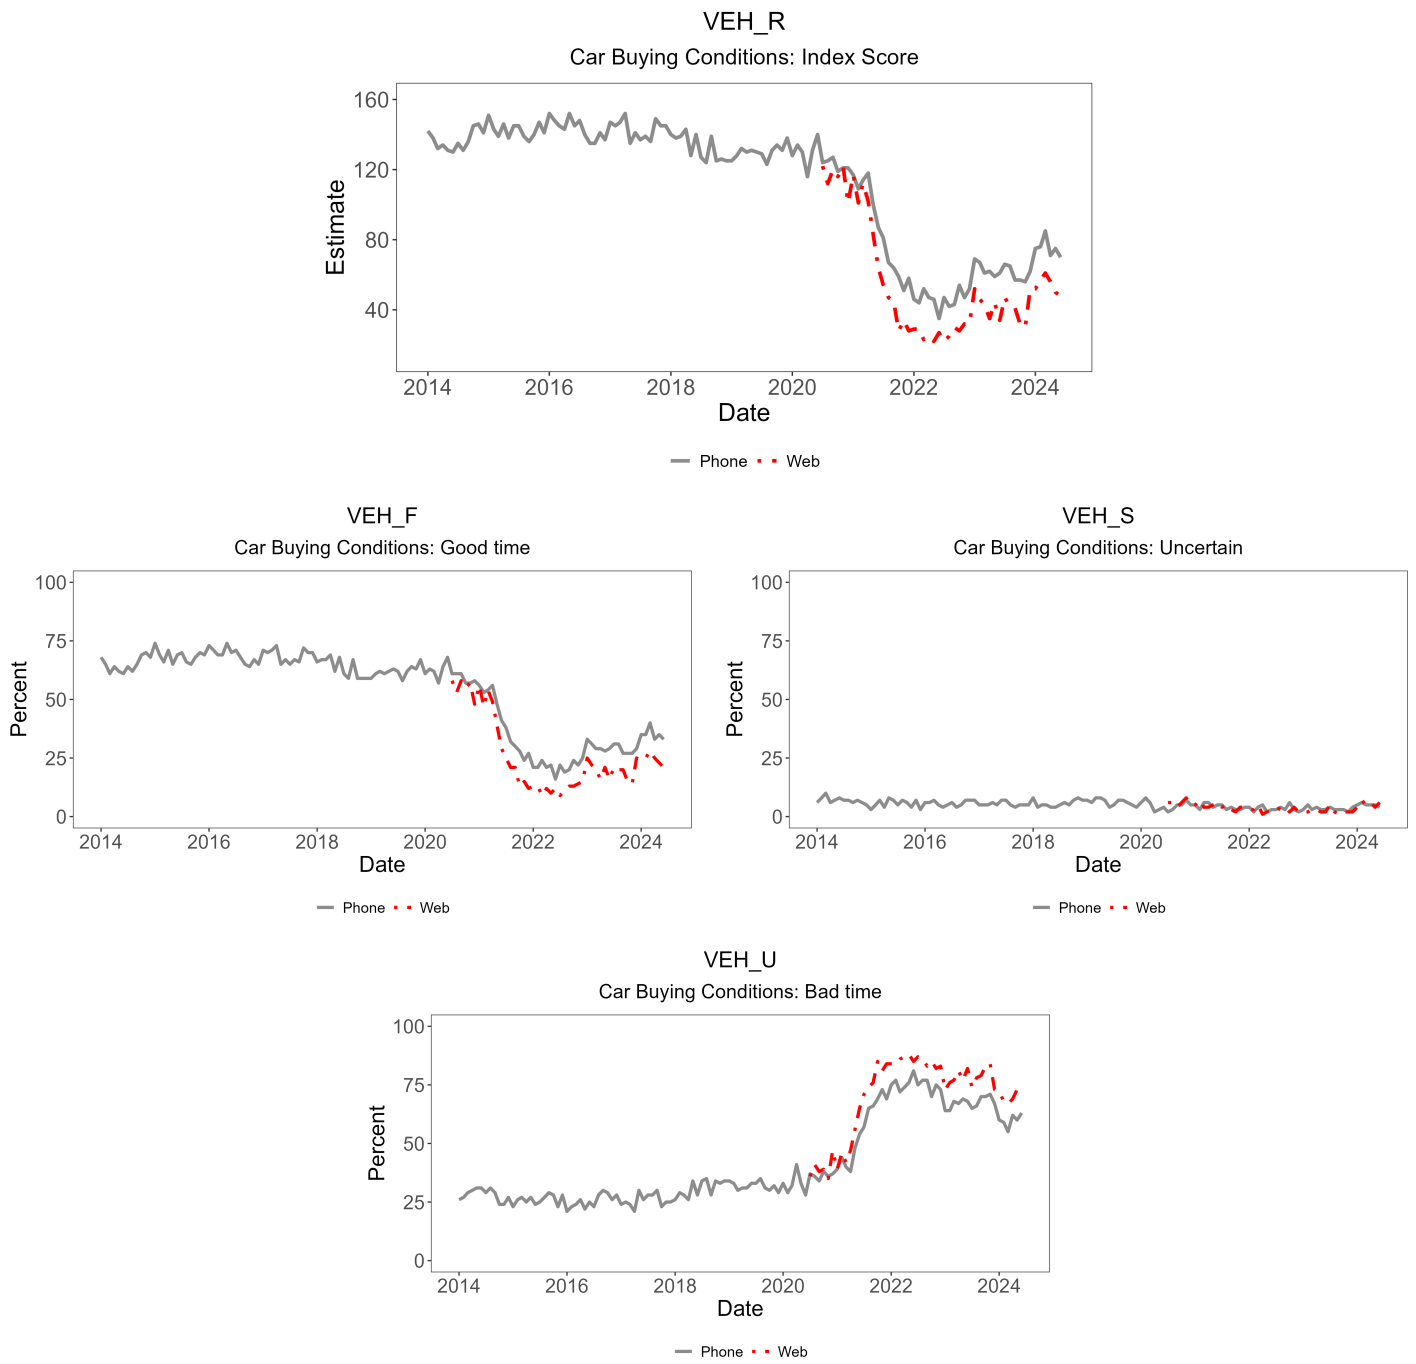 VEH_R
Car Buying Conditions: Index Score
160
120
80
40
Estimate
2014 2016 2018 2020 2022 2024
Date
Phone Web
VEH_F
Car Buying Conditions: Good time
100
75
50
25
0
Percent
2014 2016 2018 2020 2022 2024
Date
Phone Web
VEH_S
Car Buying Conditions: Uncertain
100
75
50
25
0
Percent
2014 2016 2018 2020 2022 2024
Date
Phone Web
VEH_U
Car Buying Conditions: Bad time
100
75
50
25
0
Percent
2014 2016 2018 2020 2022 2024
Date
Phone Web